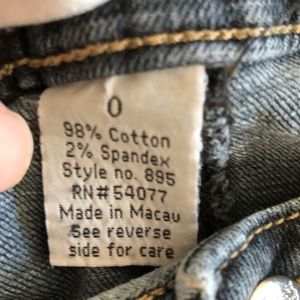 0
98% Cotton
2% Spandex
Style no. 895
RN#54077
Made in Macau
See reverse
side for care